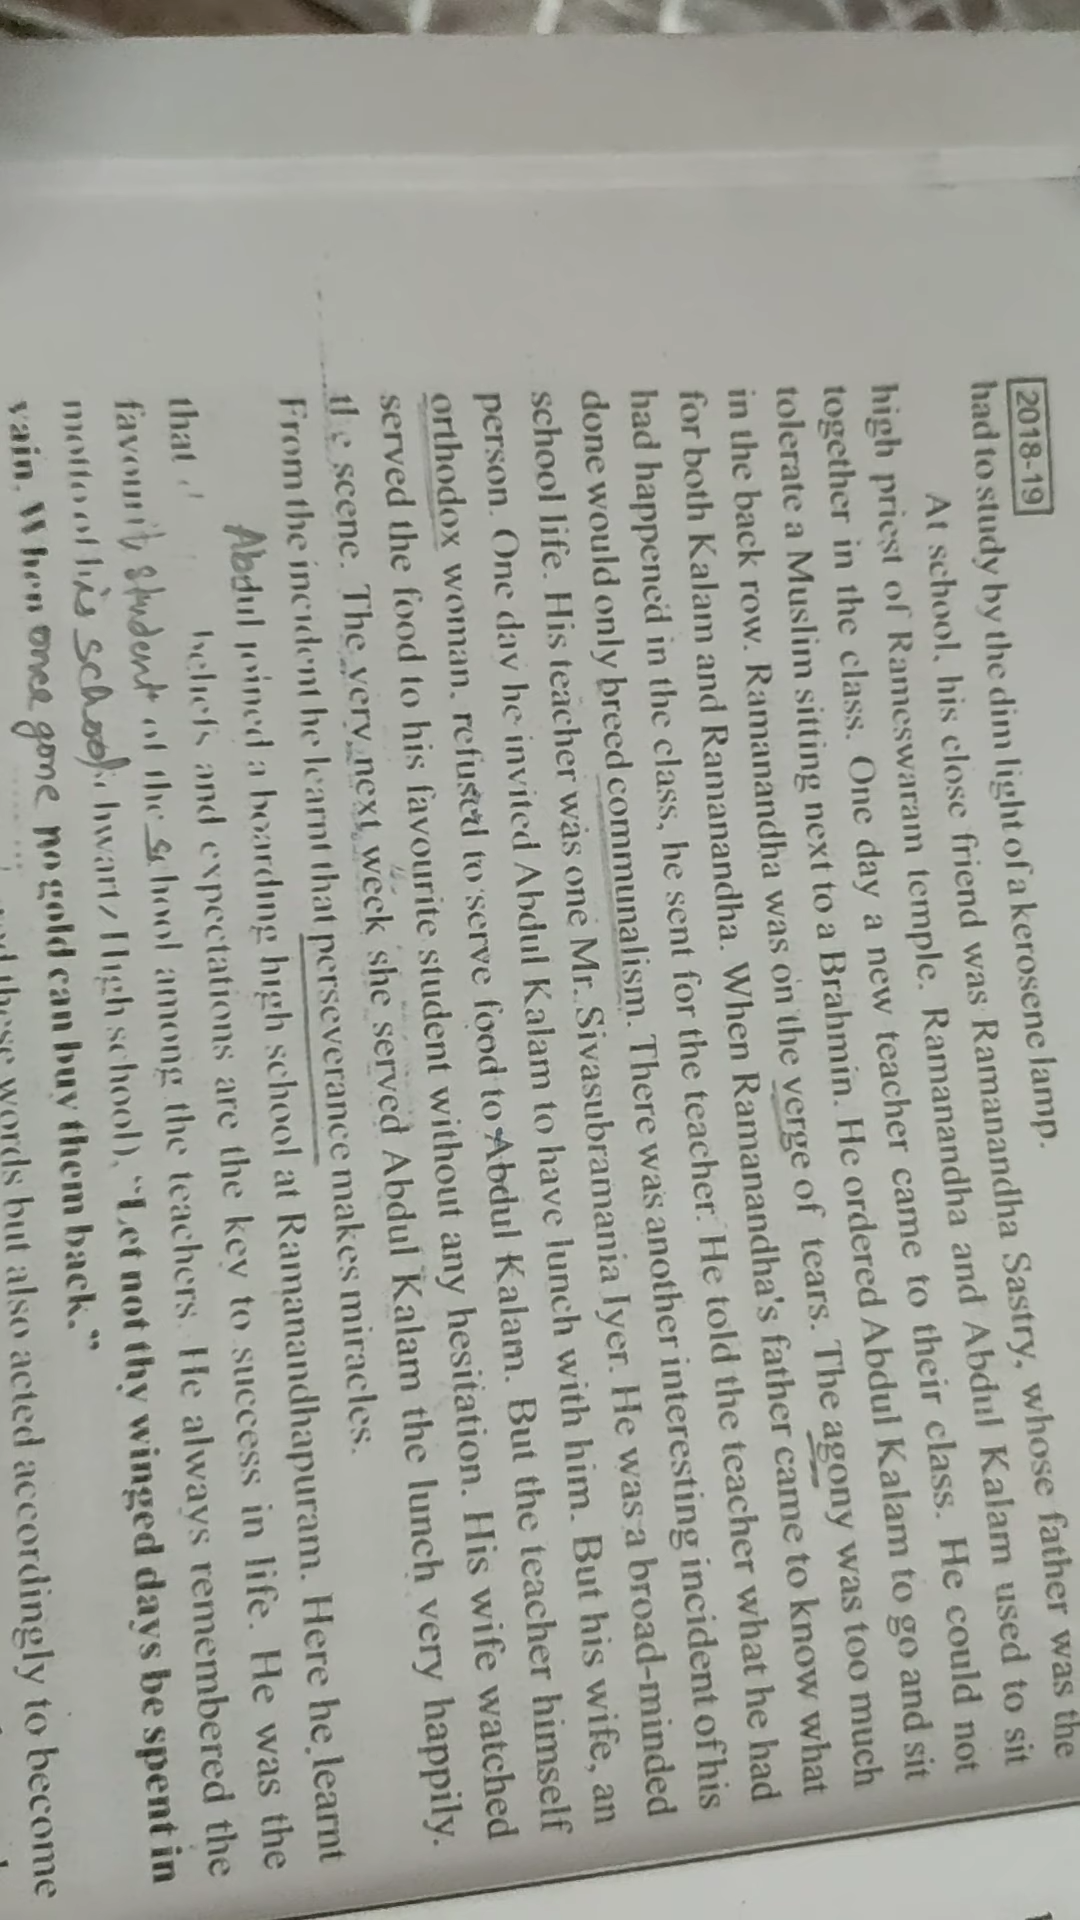 2018-19
had to study by the dim light of a kerosene lamp.
At school, his close friend was Ramanandha Sastry, whose father was the
high priest of Rameswaram temple. Ramanandha and Abdul Kalam used to sit
together in the class. One day a new teacher came to their class. He could not
tolerate a Muslim sitting next to a Brahmin. He ordered Abdul Kalam to go and sit
in the back row. Ramanandha was on the verge of tears. The agony was too much
for both Kalam and Ramanandha. When Ramanandha's father came to know what
had happened in the class, he sent for the teacher. He told the teacher what he had
done would only breed communalism. There was another interesting incident of his
school life. His teacher was one Mr. Sivasubramania Iyer. He was a broad-minded
person. One day he invited Abdul Kalam to have lunch with him. But his wife, an
orthodox woman, refused to serve food to Abdul Kalam. But the teacher himself
served the food to his favourite student without any hesitation. His wife watched
the scene. The very next week she served Abdul Kalam the lunch very happily.
From the incident he learnt that perseverance makes miracles.
Abdul joined a boarding high school at Ramanandhapuram. Here he learnt
that beliefs and expectations are the key to success in life. He was the
favourit student of the school among the teachers. He always remembered the
motto of his school hwartz High school), "Let not thy winged days be spent in
vain. When once gone no gold can buy them back."
these words but also acted accordingly to become